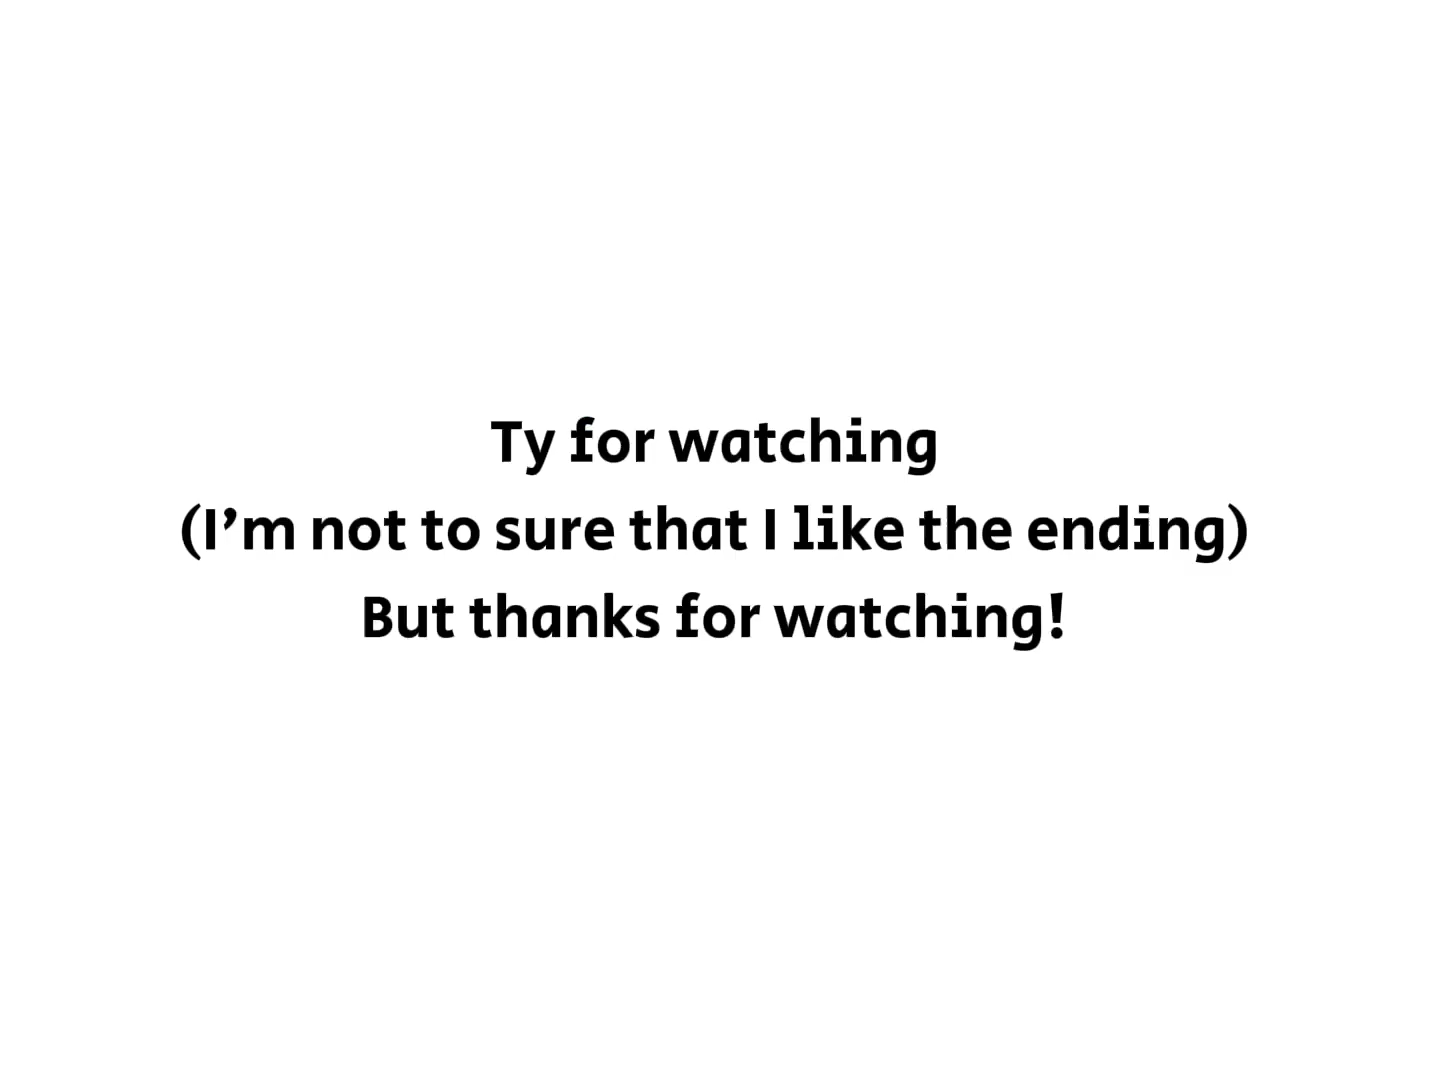 Ty for watching
(I’m not to sure that I like the ending)
But thanks for watching!